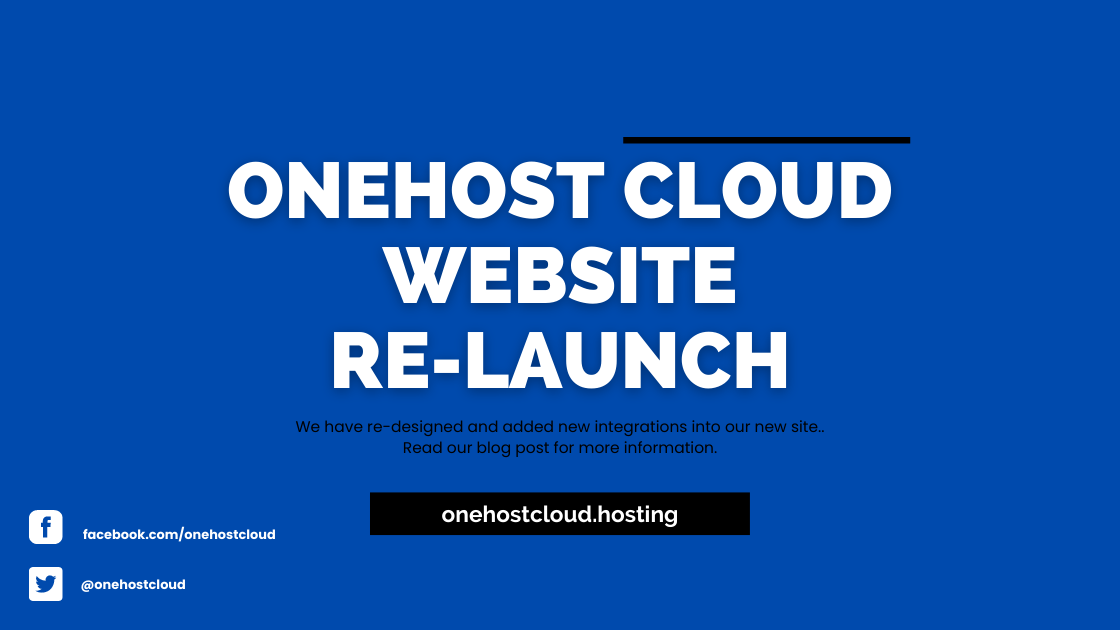 ONEHOST CLOUD
WEBSITE
RE-LAUNCH
We have re-designed and added new integrations into our new site..
Read our blog post for more information.
onehostcloud.hosting
facebook.com/onehostcloud
@onehostcloud